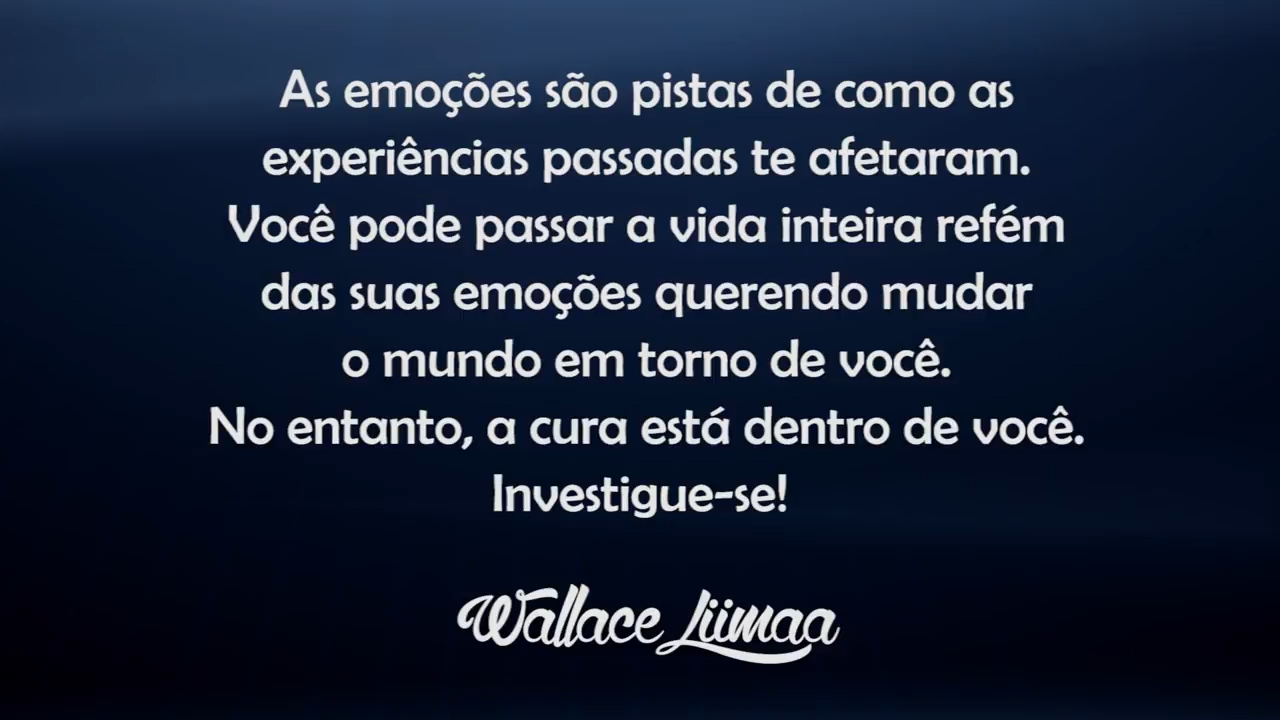 As emoções são pistas de como as
experiências passadas te afetaram.
Você pode passar a vida inteira refém
das suas emoções querendo mudar
o mundo em torno de você.
No entanto, a cura está dentro de você.
Investigue-se!
Wallace Liimaa